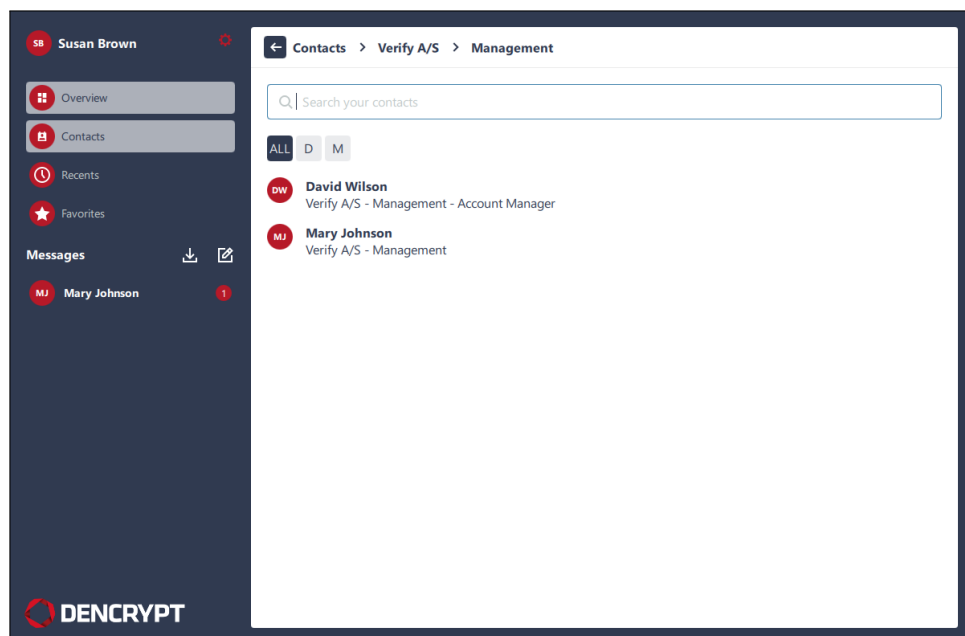 SB Susan Brown
Overview
Contacts
Recents
Favorites
Messages
MJ Mary Johnson 1
DENCRYPT
Contacts > Verify A/S > Management
Search your contacts
ALL D M
DW David Wilson
Verify A/S - Management - Account Manager
MJ Mary Johnson
Verify A/S - Management